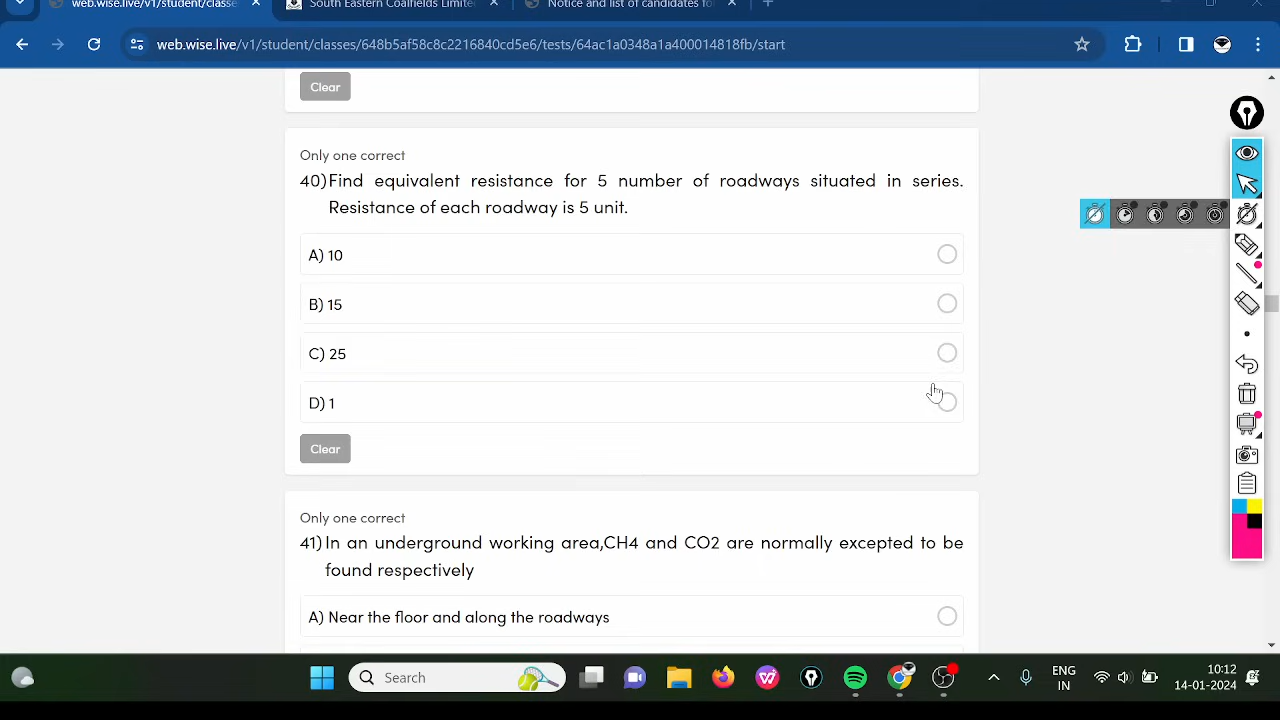 web.wise.live/v1/student/classe
South Eastern Coalfields Limite
Notice and list of candidates fo
web.wise.live/v1/student/classes/648b5af58c8c2216840cd5e6/tests/64ac1a0348a1a400014818fb/start
Clear
Only one correct
40)Find equivalent resistance for 5 number of roadways situated in series.
Resistance of each roadway is 5 unit.
A) 10
B) 15
C) 25
D) 1
Clear
Only one correct
41) In an underground working area,CH4 and CO2 are normally excepted to be
found respectively
A) Near the floor and along the roadways
Search
ENG
IN
10:12
14-01-2024